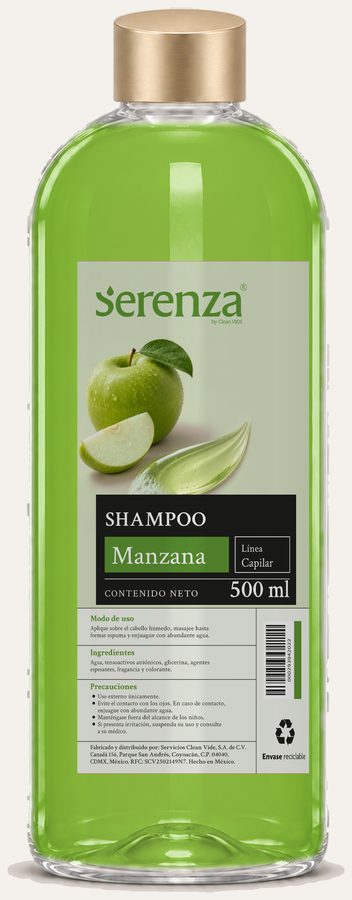 Serenza®
by Clean VIDE
SHAMPOO
Manzana
Línea
Capilar
CONTENIDO NETO
500 ml
Modo de uso
Aplique sobre el cabello húmedo, masajee hasta
formar espuma y enjuague con abundante agua.
Ingredientes
Agua, tensoactivos aniónicos, glicerina, agentes
espesantes, fragancia y colorante.
Precauciones
● Uso externo únicamente.
● Evite el contacto con los ojos. En caso de contacto,
enjuague con abundante agua.
● Manténgase fuera del alcance de los niños.
● Si presenta irritación, suspenda su uso y consulte
a su médico.
Fabricado y distribuido por: Servicios Clean Vide, S.A. de C.V.
Canadá 156, Parque San Andrés, Coyoacán, C.P. 04040,
CDMX, México. RFC: SCV2502149N7. Hecho en México.
Envase reciclable